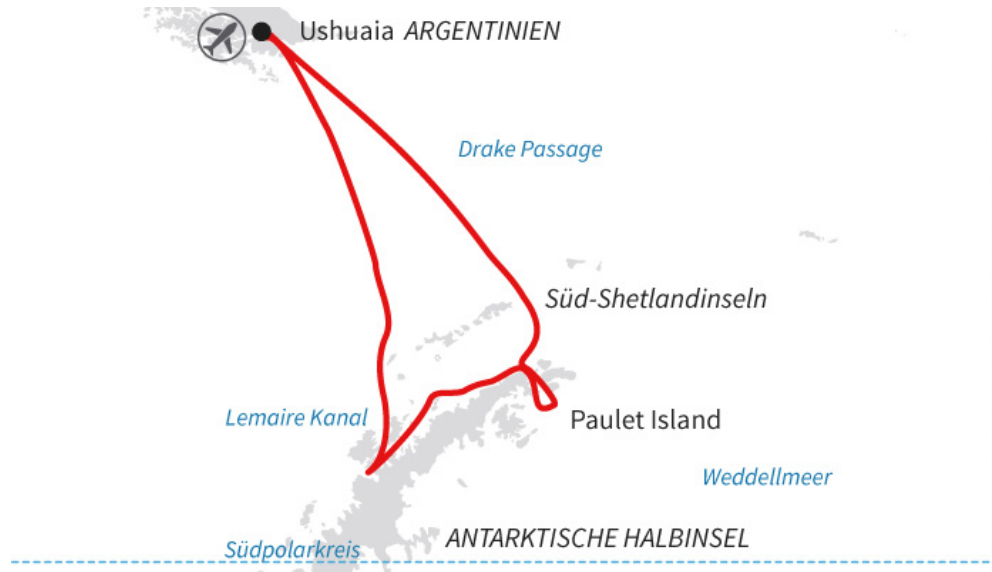 Ushuaia ARGENTINIEN
Drake Passage
Süd-Shetlandinseln
Lemaire Kanal
Paulet Island
Weddellmeer
ANTARKTISCHE HALBINSEL
Südpolarkreis